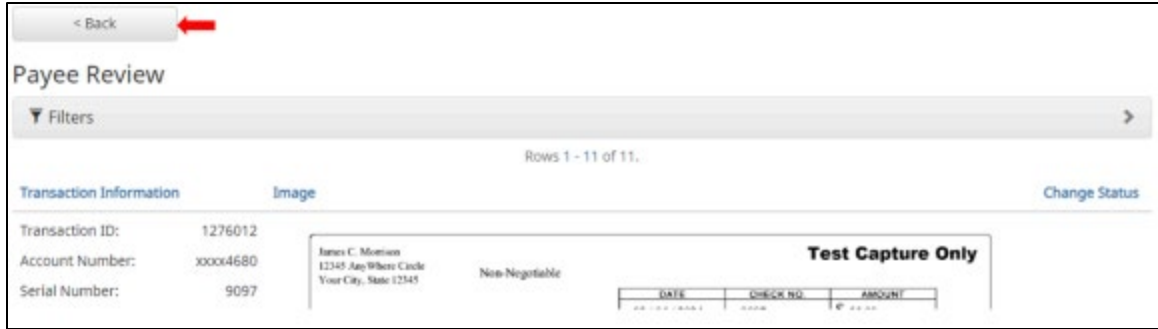 < Back
Payee Review
Filters
Rows 1 - 11 of 11.
Transaction Information Image Change Status
Transaction ID: 1276012
Account Number: xxxx4680
Serial Number: 9097
James C. Morrison
12345 AnyWhere Circle
Your City, State 12345
Non-Negotiable
Test Capture Only
DATE CHECK NO. AMOUNT